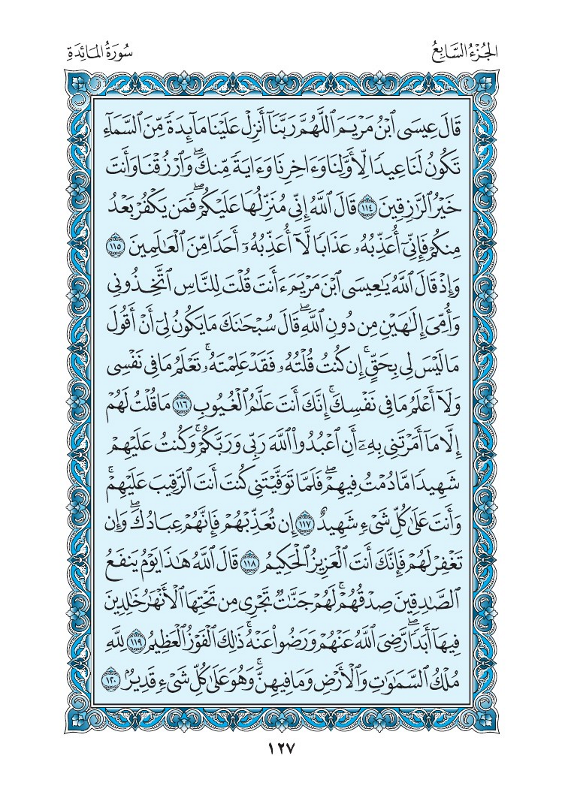 الجُزْءُ السَّابِعُ
سُورَةُ المَائِدَةِ
قَالَ عِيسَى ٱبْنُ مَرْيَمَ ٱللَّهُمَّ رَبَّنَآ أَنزِلْ عَلَيْنَا مَآئِدَةً مِّنَ ٱلسَّمَآءِ
تَكُونُ لَنَا عِيدًا لِّأَوَّلِنَا وَءَاخِرِنَا وَءَايَةً مِّنكَۖ وَٱرْزُقْنَا وَأَنتَ
خَيْرُ ٱلرَّٰزِقِينَ ١١٤ قَالَ ٱللَّهُ إِنِّي مُنَزِّلُهَا عَلَيْكُمْۖ فَمَن يَكْفُرْ بَعْدُ
مِنكُمْ فَإِنِّيٓ أُعَذِّبُهُۥ عَذَابًا لَّآ أُعَذِّبُهُۥٓ أَحَدًا مِّنَ ٱلْعَٰلَمِينَ ١١٥
وَإِذْ قَالَ ٱللَّهُ يَٰعِيسَى ٱبْنَ مَرْيَمَ ءَأَنتَ قُلْتَ لِلنَّاسِ ٱتَّخِذُونِي
وَأُمِّيَ إِلَٰهَيْنِ مِن دُونِ ٱللَّهِۖ قَالَ سُبْحَٰنَكَ مَا يَكُونُ لِيٓ أَنْ أَقُولَ
مَا لَيْسَ لِي بِحَقٍّۚ إِن كُنتُ قُلْتُهُۥ فَقَدْ عَلِمْتَهُۥۚ تَعْلَمُ مَا فِي نَفْسِي
وَلَآ أَعْلَمُ مَا فِي نَفْسِكَۚ إِنَّكَ أَنتَ عَلَّٰمُ ٱلْغُيُوبِ ١١٦ مَا قُلْتُ لَهُمْ
إِلَّا مَآ أَمَرْتَنِي بِهِۦٓ أَنِ ٱعْبُدُوا۟ ٱللَّهَ رَبِّي وَرَبَّكُمْۚ وَكُنتُ عَلَيْهِمْ
شَهِيدًا مَّا دُمْتُ فِيهِمْۖ فَلَمَّا تَوَفَّيْتَنِي كُنتَ أَنتَ ٱلرَّقِيبَ عَلَيْهِمْۚ
وَأَنتَ عَلَىٰ كُلِّ شَيْءٍ شَهِيدٌ ١١٧ إِن تُعَذِّبْهُمْ فَإِنَّهُمْ عِبَادُكَۖ وَإِن
تَغْفِرْ لَهُمْ فَإِنَّكَ أَنتَ ٱلْعَزِيزُ ٱلْحَكِيمُ ١١٨ قَالَ ٱللَّهُ هَٰذَا يَوْمُ يَنفَعُ
ٱلصَّٰدِقِينَ صِدْقُهُمْۚ لَهُمْ جَنَّٰتٌ تَجْرِي مِن تَحْتِهَا ٱلْأَنْهَٰرُ خَٰلِدِينَ
فِيهَآ أَبَدًاۖ رَّضِيَ ٱللَّهُ عَنْهُمْ وَرَضُوا۟ عَنْهُۚ ذَٰلِكَ ٱلْفَوْزُ ٱلْعَظِيمُ ١١٩ لِلَّهِ
مُلْكُ ٱلسَّمَٰوَٰتِ وَٱلْأَرْضِ وَمَا فِيهِنَّۚ وَهُوَ عَلَىٰ كُلِّ شَيْءٍ قَدِيرٌۢ ١٢٠
١٢٧